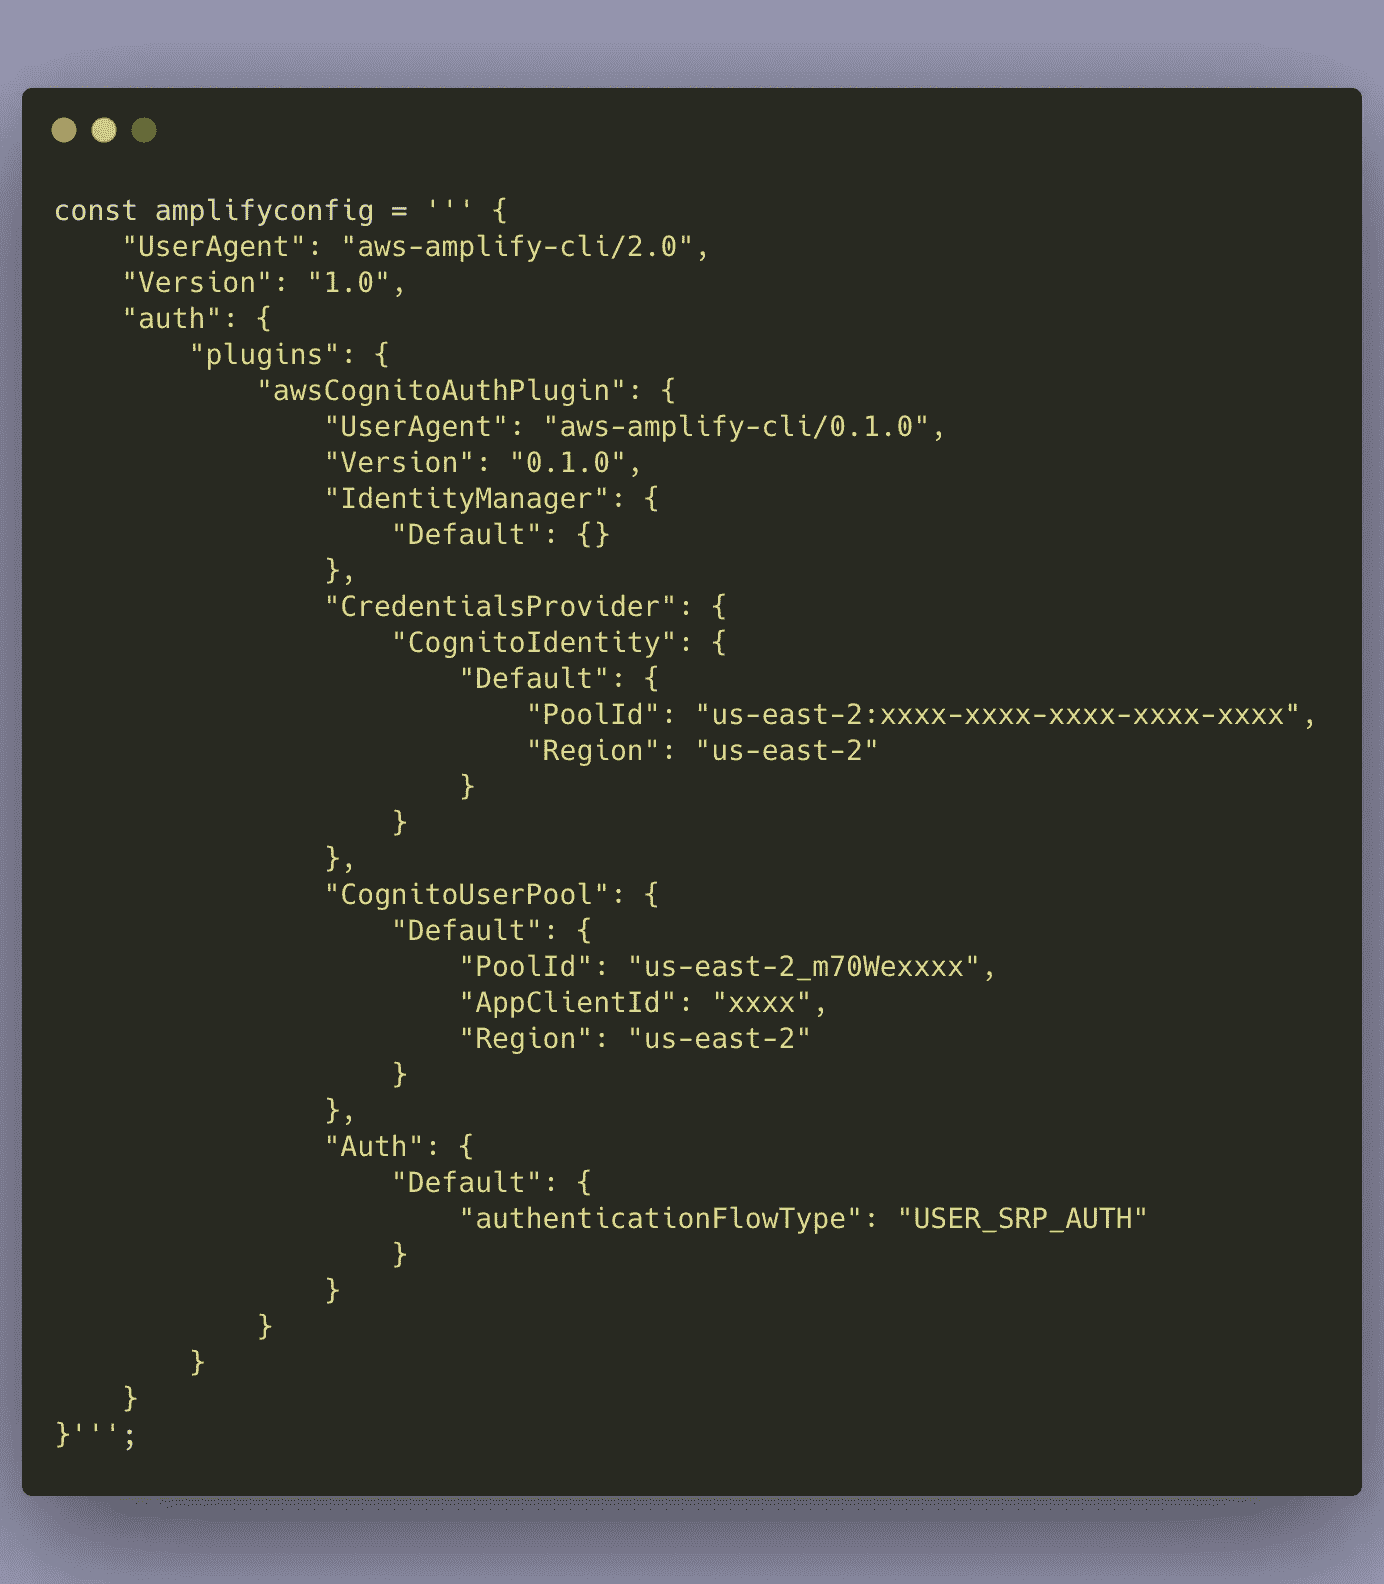 const amplifyconfig = ''' {
    "UserAgent": "aws-amplify-cli/2.0",
    "Version": "1.0",
    "auth": {
        "plugins": {
            "awsCognitoAuthPlugin": {
                "UserAgent": "aws-amplify-cli/0.1.0",
                "Version": "0.1.0",
                "IdentityManager": {
                    "Default": {}
                },
                "CredentialsProvider": {
                    "CognitoIdentity": {
                        "Default": {
                            "PoolId": "us-east-2:xxxx-xxxx-xxxx-xxxx-xxxx",
                            "Region": "us-east-2"
                        }
                    }
                },
                "CognitoUserPool": {
                    "Default": {
                        "PoolId": "us-east-2_m70Wexxxx",
                        "AppClientId": "xxxx",
                        "Region": "us-east-2"
                    }
                },
                "Auth": {
                    "Default": {
                        "authenticationFlowType": "USER_SRP_AUTH"
                    }
                }
            }
        }
    }
}''';